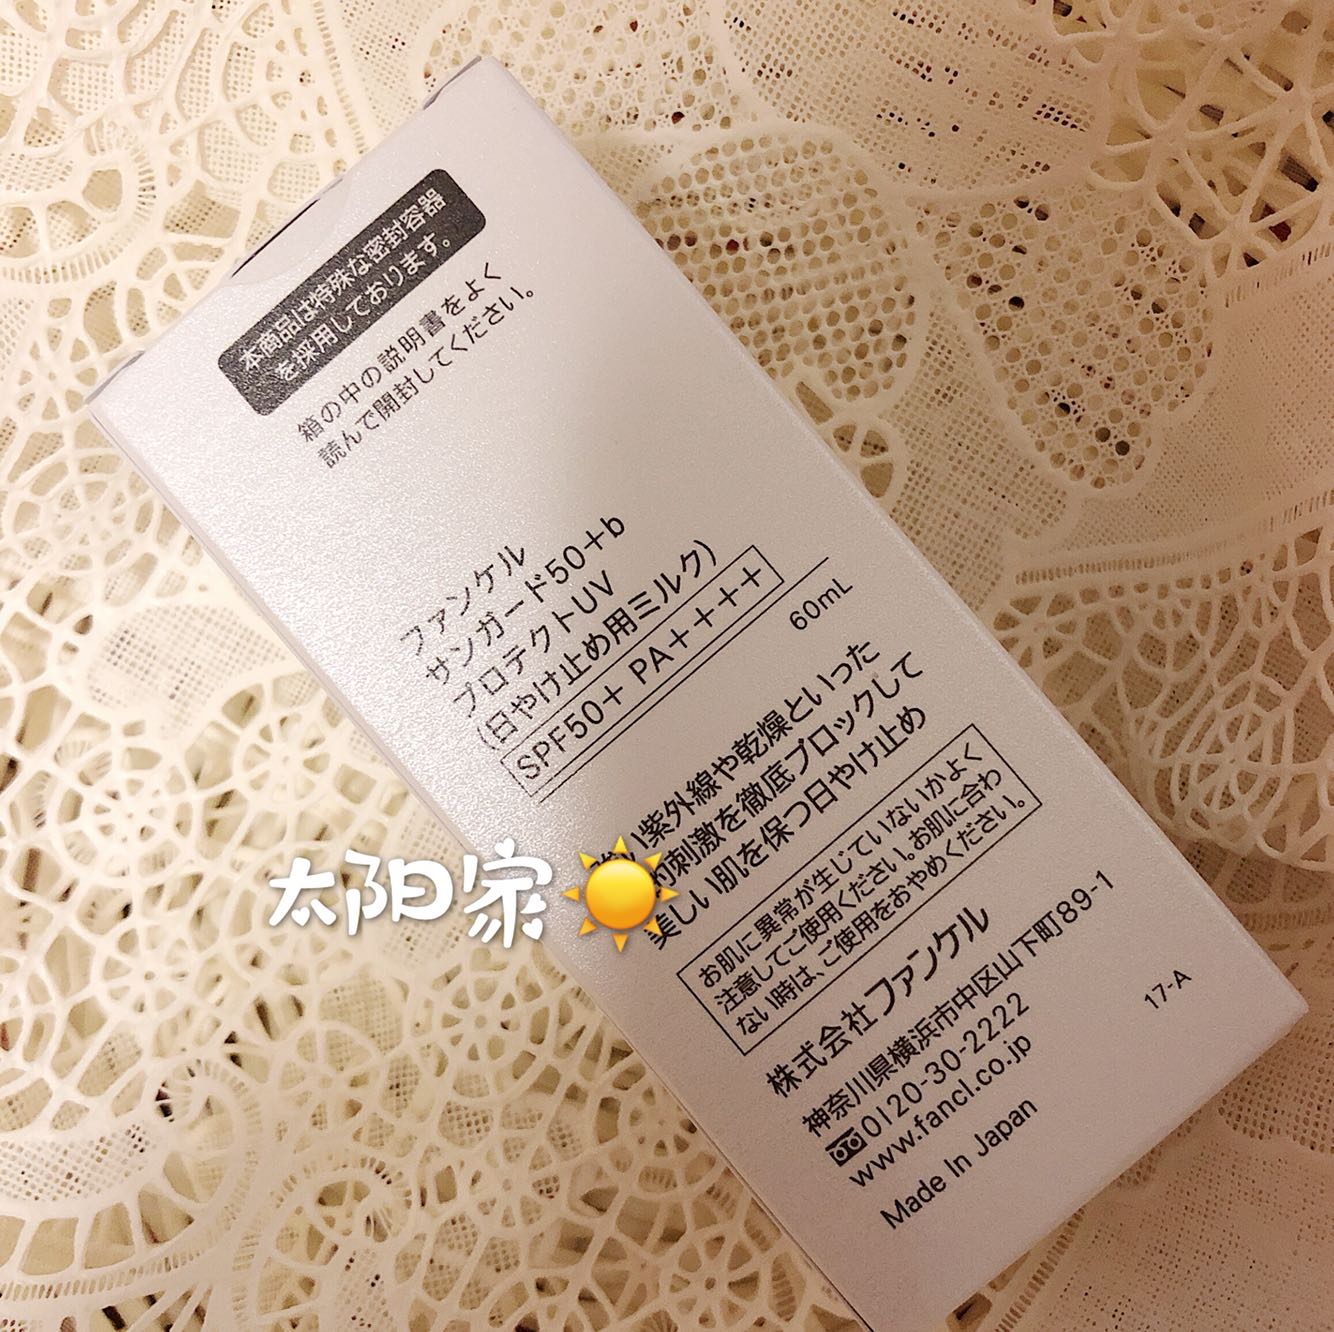 本商品は特殊な密封容器
を採用しております。
箱の中の説明書をよく
読んで開封してください。
ファンケル
サンガード50+b
プロテクトUV
(日やけ止め用ミルク)
SPF50+ PA++++
60mL
強い紫外線や乾燥といった
刺激を徹底ブロックして
美しい肌を保つ日やけ止め
太阳家
お肌に異常が生じていないかよく
注意してご使用ください。お肌に合わ
ない時は、ご使用をおやめください。
株式会社ファンケル
神奈川県横浜市中区山下町89-1
0120-30-2222
www.fancl.co.jp
Made In Japan
17-A